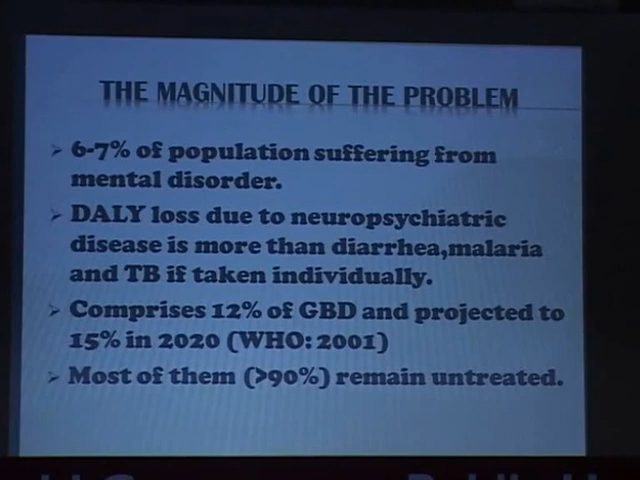 THE MAGNITUDE OF THE PROBLEM
➢ 6-7% of population suffering from
mental disorder.
➢ DALY loss due to neuropsychiatric
disease is more than diarrhea,malaria
and TB if taken individually.
➢ Comprises 12% of GBD and projected to
15% in 2020 (WHO: 2001)
➢ Most of them (>90%) remain untreated.